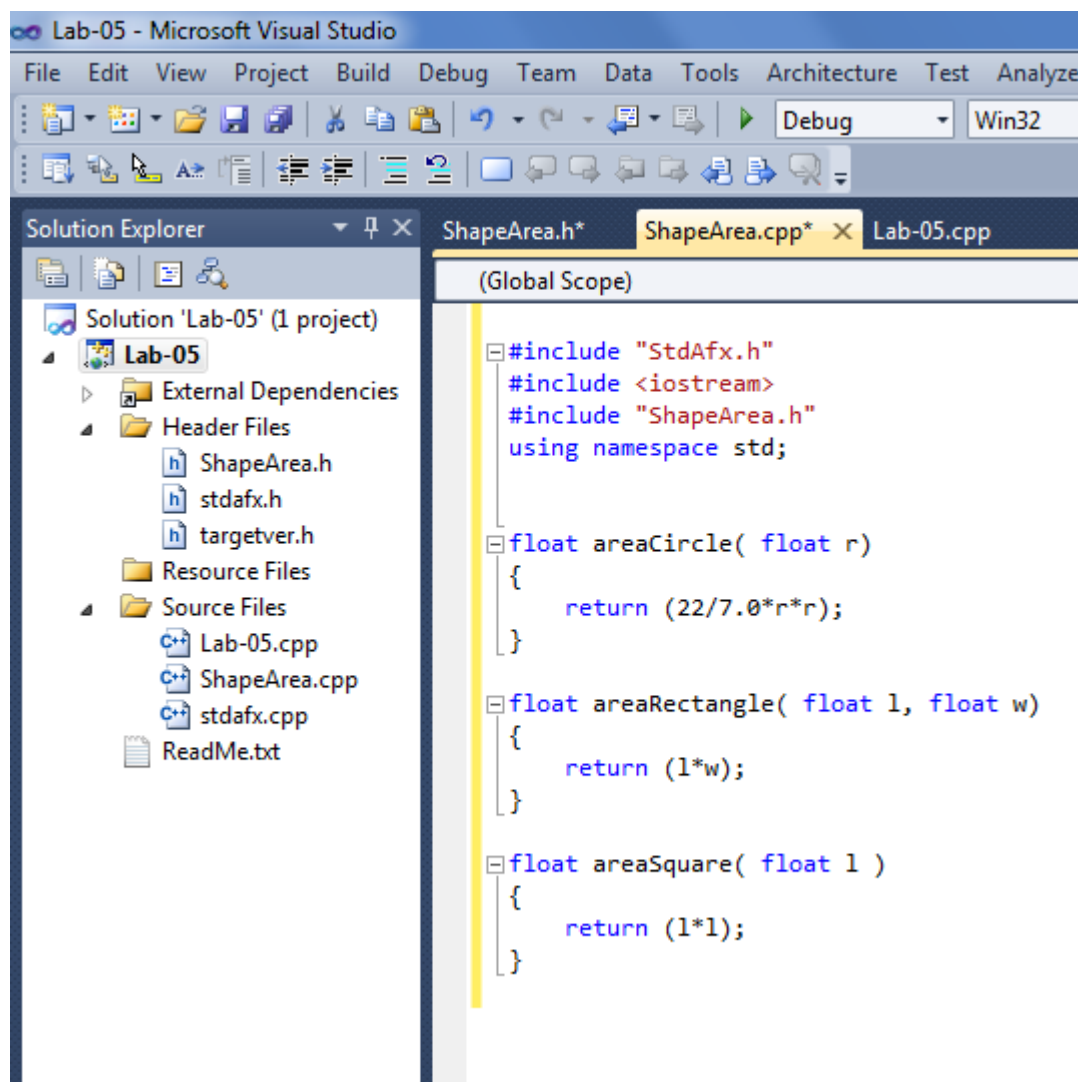 Lab-05 - Microsoft Visual Studio
File Edit View Project Build Debug Team Data Tools Architecture Test Analyze
Debug Win32
Solution Explorer
Solution 'Lab-05' (1 project)
Lab-05
External Dependencies
Header Files
ShapeArea.h
stdafx.h
targetver.h
Resource Files
Source Files
Lab-05.cpp
ShapeArea.cpp
stdafx.cpp
ReadMe.txt
ShapeArea.h* ShapeArea.cpp* Lab-05.cpp
(Global Scope)
#include "StdAfx.h"
#include <iostream>
#include "ShapeArea.h"
using namespace std;
float areaCircle( float r)
{
return (22/7.0*r*r);
}
float areaRectangle( float l, float w)
{
return (l*w);
}
float areaSquare( float l )
{
return (l*l);
}